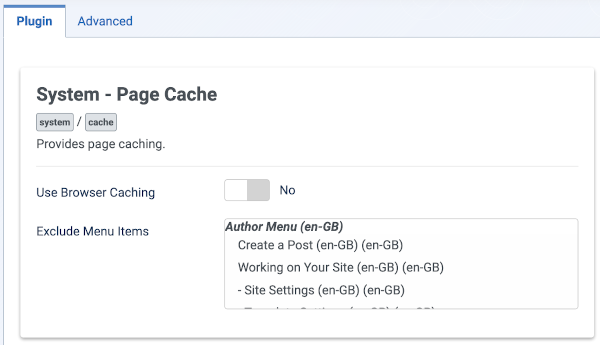 Plugin
Advanced
System - Page Cache
system / cache
Provides page caching.
Use Browser Caching
No
Exclude Menu Items
Author Menu (en-GB)
Create a Post (en-GB) (en-GB)
Working on Your Site (en-GB) (en-GB)
- Site Settings (en-GB) (en-GB)